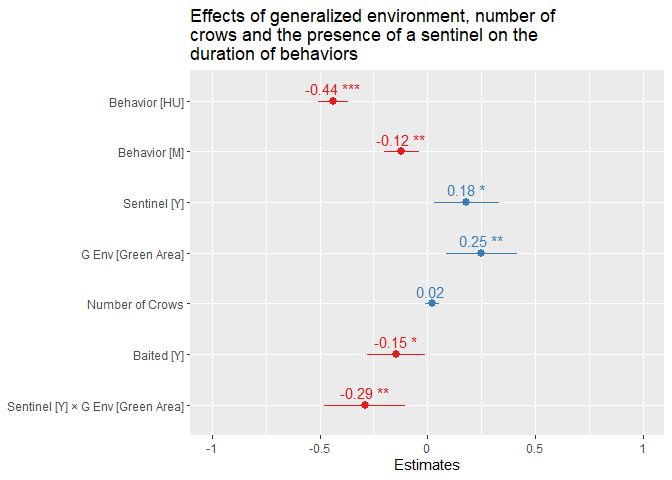 Effects of generalized environment, number of
crows and the presence of a sentinel on the
duration of behaviors
Behavior [HU]
-0.44 ***
Behavior [M]
-0.12 **
Sentinel [Y]
0.18 *
G Env [Green Area]
0.25 **
Number of Crows
0.02
Baited [Y]
-0.15 *
Sentinel [Y] × G Env [Green Area]
-0.29 **
-1 -0.5 0 0.5 1
Estimates